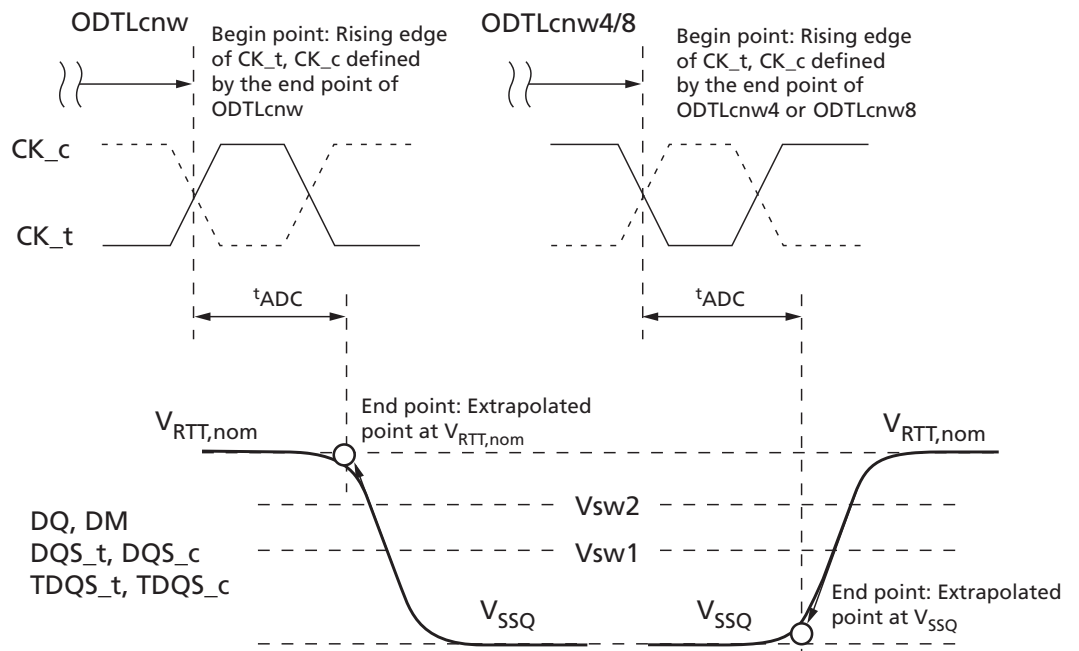 ODTLcnw
Begin point: Rising edge
of CK_t, CK_c defined
by the end point of
ODTLcnw
ODTLcnw4/8
Begin point: Rising edge
of CK_t, CK_c defined
by the end point of
ODTLcnw4 or ODTLcnw8
CK_c
CK_t
tADC
tADC
End point: Extrapolated
point at VRTT,nom
VRTT,nom
VRTT,nom
Vsw2
Vsw1
DQ, DM
DQS_t, DQS_c
TDQS_t, TDQS_c
VSSQ
VSSQ
End point: Extrapolated
point at VSSQ